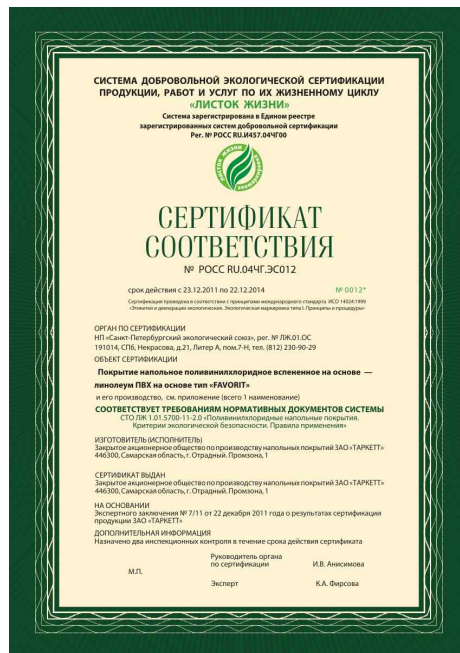 СИСТЕМА ДОБРОВОЛЬНОЙ ЭКОЛОГИЧЕСКОЙ СЕРТИФИКАЦИИ
ПРОДУКЦИИ, РАБОТ И УСЛУГ ПО ИХ ЖИЗНЕННОМУ ЦИКЛУ
«ЛИСТОК ЖИЗНИ»
Система зарегистрирована в Едином реестре
зарегистрированных систем добровольной сертификации
Рег. № РОСС RU.И457.04ЧГ00
СЕРТИФИКАТ
СООТВЕТСТВИЯ
№ РОСС RU.04ЧГ.ЭС012
срок действия с 23.12.2011 по 22.12.2014 № 0012*
Сертификация проведена в соответствии с принципами международного стандарта ИСО 14024:1999
«Этикетки и декларации экологические. Экологическая маркировка типа I. Принципы и процедуры»
ОРГАН ПО СЕРТИФИКАЦИИ
НП «Санкт-Петербургский экологический союз», рег. № ЛЖ.01.ОС
191014, СПб, Некрасова, д.21, Литер А, пом.7-Н, тел. (812) 230-90-29
ОБЪЕКТ СЕРТИФИКАЦИИ
Покрытие напольное поливинилхлоридное вспененное на основе —
линолеум ПВХ на основе тип «FAVORIT»
и его производство, см. приложение (всего 1 наименование)
СООТВЕТСТВУЕТ ТРЕБОВАНИЯМ НОРМАТИВНЫХ ДОКУМЕНТОВ СИСТЕМЫ
СТО ЛЖ 1.01.5700-11-2.0 «Поливинилхлоридные напольные покрытия.
Критерии экологической безопасности. Правила применения»
ИЗГОТОВИТЕЛЬ (ИСПОЛНИТЕЛЬ)
Закрытое акционерное общество по производству напольных покрытий ЗАО «ТАРКЕТТ»
446300, Самарская область, г. Отрадный. Промзона, 1
СЕРТИФИКАТ ВЫДАН
Закрытое акционерное общество по производству напольных покрытий ЗАО «ТАРКЕТТ»
446300, Самарская область, г. Отрадный. Промзона, 1
НА ОСНОВАНИИ
Экспертного заключения № 7/11 от 22 декабря 2011 года о результатах сертификации
продукции ЗАО «ТАРКЕТТ»
ДОПОЛНИТЕЛЬНАЯ ИНФОРМАЦИЯ
Назначено два инспекционных контроля в течение срока действия сертификата
Руководитель органа
по сертификации И.В. Анисимова
М.П.
Эксперт К.А. Фирсова